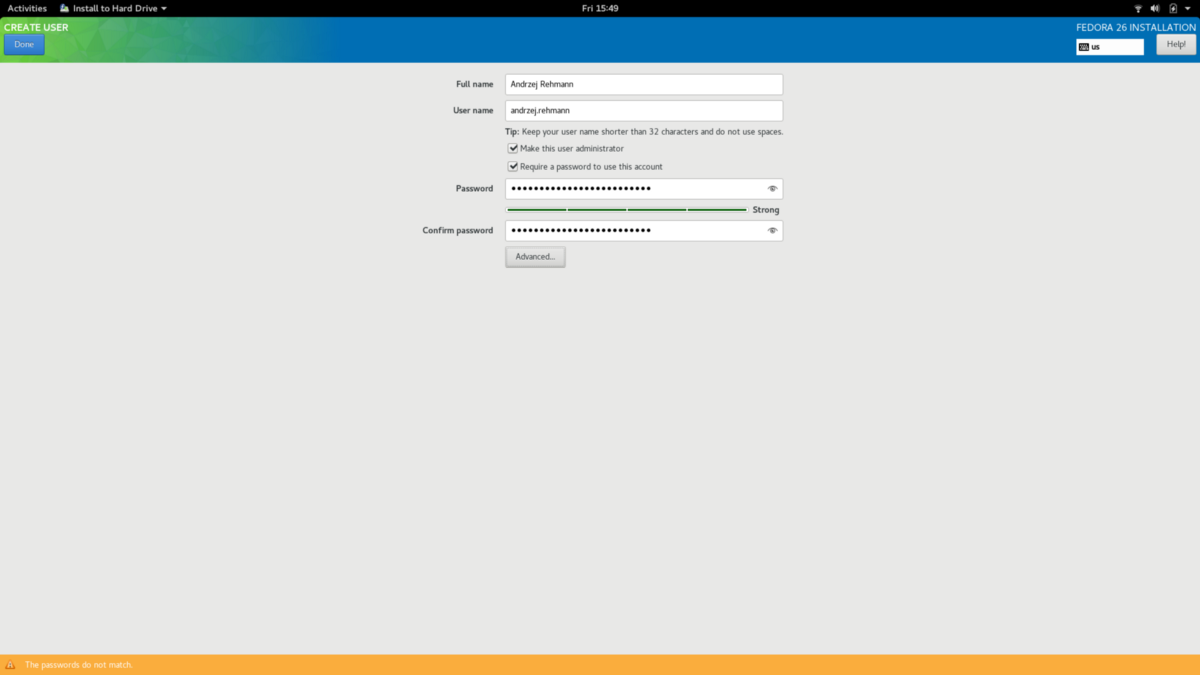 Activities Install to Hard Drive Fri 15:49
CREATE USER FEDORA 26 INSTALLATION
Done us Help!
Full name Andrzej Rehmann
User name andrzej.rehmann
Tip: Keep your user name shorter than 32 characters and do not use spaces.
Make this user administrator
Require a password to use this account
Password •••••••••••••••••••••••••
Strong
Confirm password •••••••••••••••••••••••••
Advanced...
The passwords do not match.